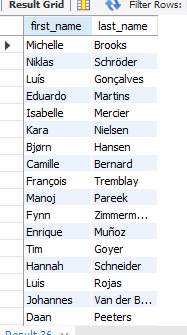 Result Grid Filter Rows:
first_name last_name
Michelle Brooks
Niklas Schröder
Luís Gonçalves
Eduardo Martins
Isabelle Mercier
Kara Nielsen
Bjørn Hansen
Camille Bernard
François Tremblay
Manoj Pareek
Fynn Zimmerm...
Enrique Muñoz
Tim Goyer
Hannah Schneider
Luis Rojas
Johannes Van der B...
Daan Peeters